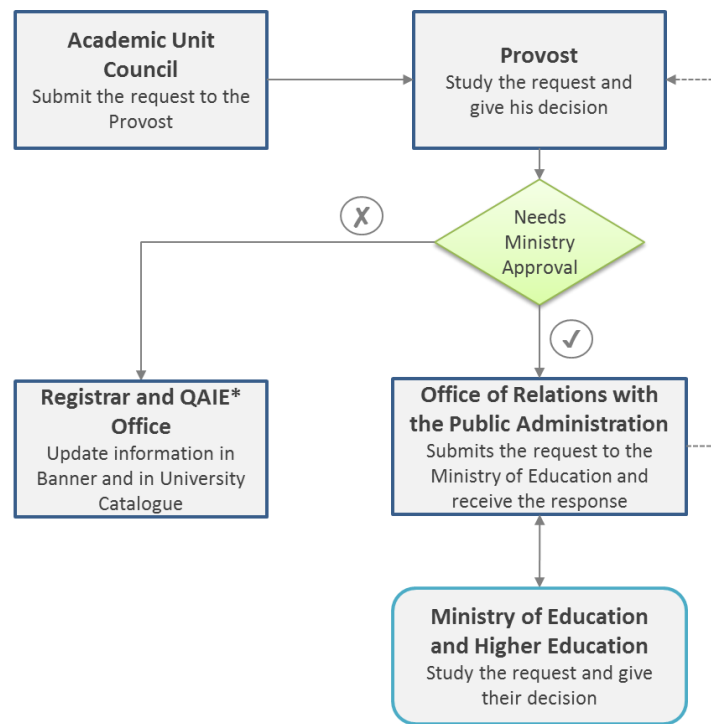 Academic Unit
Council
Submit the request to the
Provost
Provost
Study the request and
give his decision
Needs
Ministry
Approval
Registrar and QAIE*
Office
Update information in
Banner and in University
Catalogue
Office of Relations with
the Public Administration
Submits the request to the
Ministry of Education and
receive the response
Ministry of Education
and Higher Education
Study the request and give
their decision